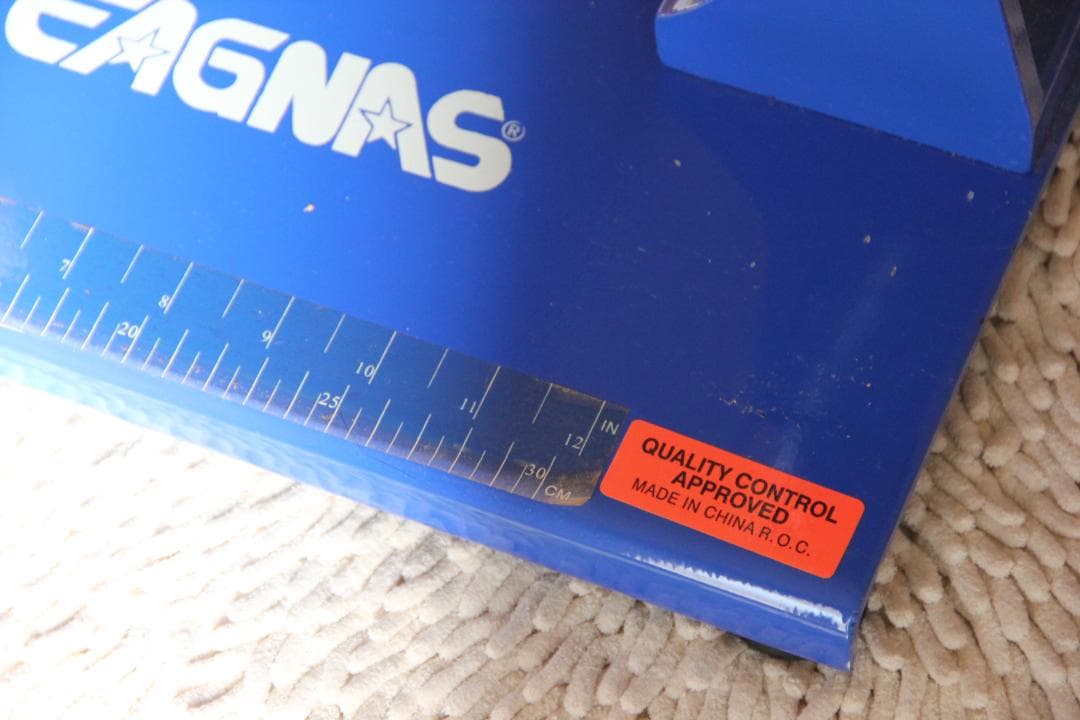 EAGNAS®
7 8 9 10 11 12 IN
20 25 30 CM
QUALITY CONTROL
APPROVED
MADE IN CHINA R.O.C.